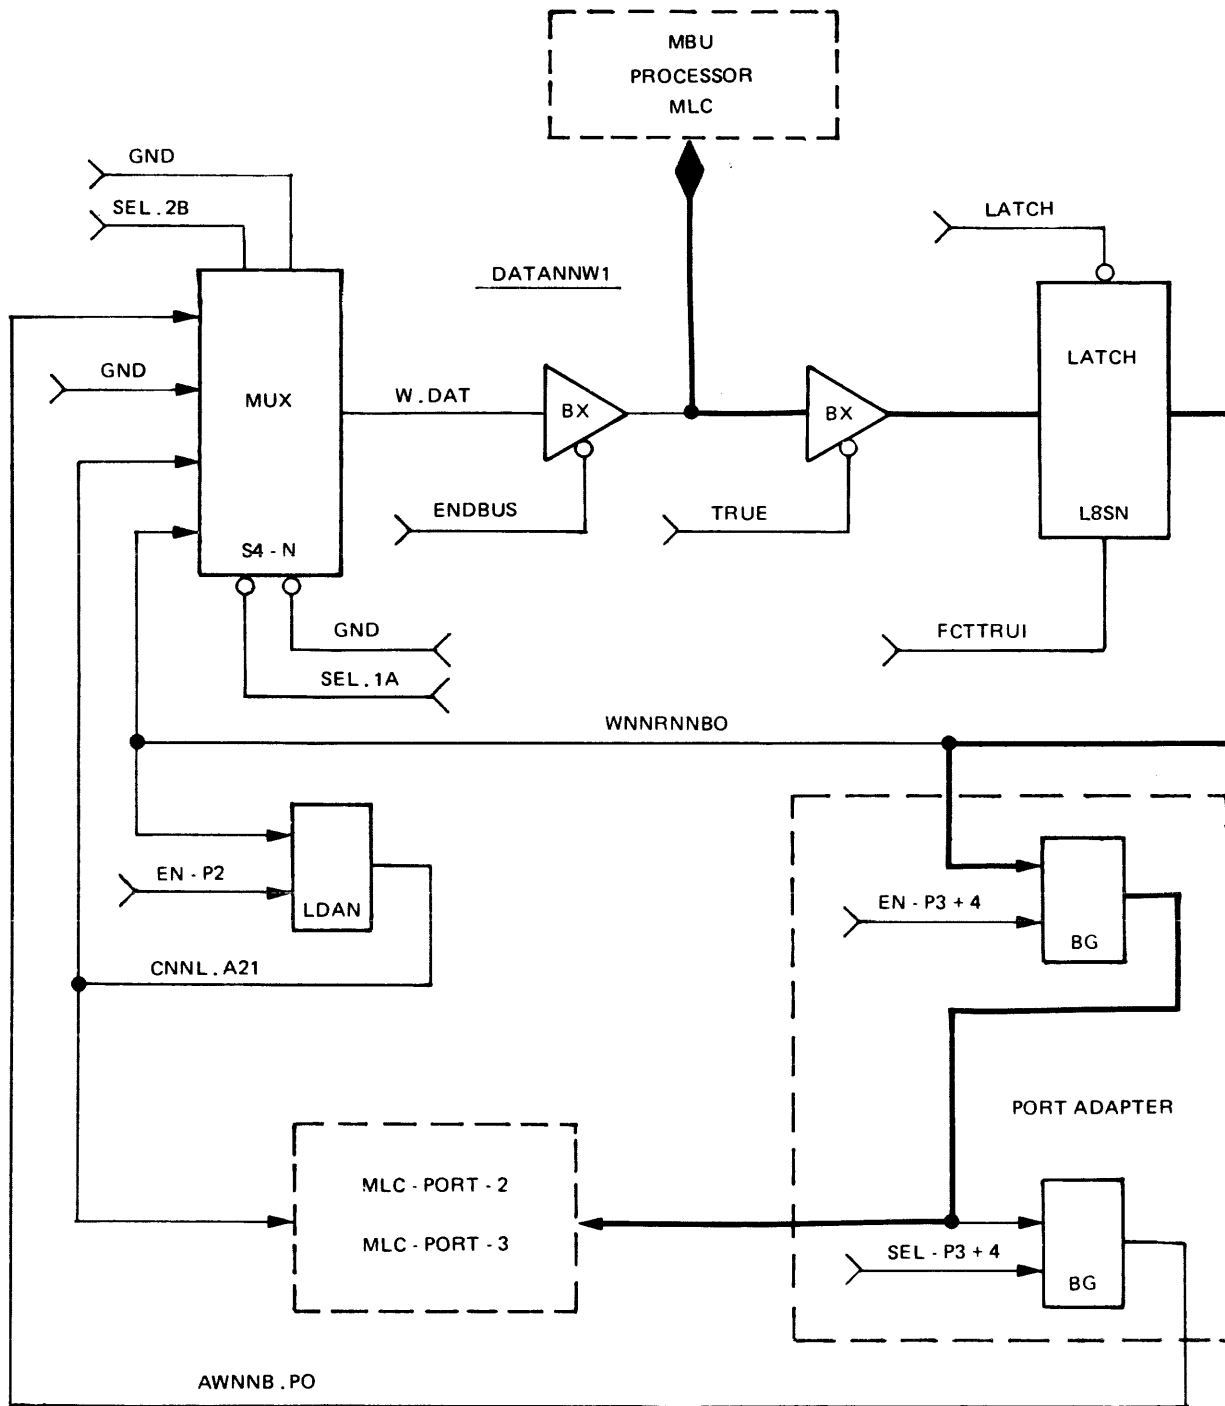 MBU
PROCESSOR
MLC
GND
SEL.2B
LATCH
DATANNW1
GND
MUX
W.DAT
BX
BX
LATCH
ENDBUS
TRUE
L8SN
S4-N
GND
FCTTRUI
SEL.1A
WNNRNNBO
EN-P2
LDAN
EN-P3+4
BG
CNNL.A21
PORT ADAPTER
MLC-PORT-2
MLC-PORT-3
SEL-P3+4
BG
AWNNB.PO